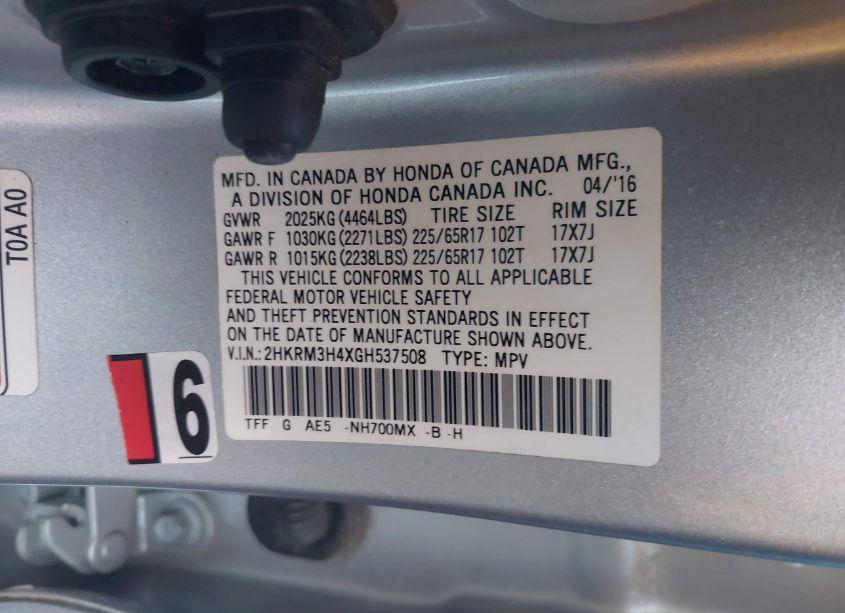 T0A A0
MFD. IN CANADA BY HONDA OF CANADA MFG.,
A DIVISION OF HONDA CANADA INC. 04/'16
GVWR 2025KG (4464LBS) TIRE SIZE RIM SIZE
GAWR F 1030KG (2271LBS) 225/65R17 102T 17X7J
GAWR R 1015KG (2238LBS) 225/65R17 102T 17X7J
THIS VEHICLE CONFORMS TO ALL APPLICABLE
FEDERAL MOTOR VEHICLE SAFETY
AND THEFT PREVENTION STANDARDS IN EFFECT
ON THE DATE OF MANUFACTURE SHOWN ABOVE.
V.I.N.: 2HKRM3H4XGH537508 TYPE: MPV
TFF G AE5 -NH700MX -B -H
6